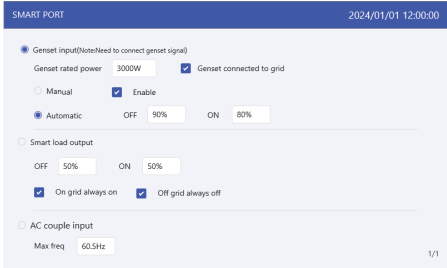 SMART PORT 2024/01/01 12:00:00
Genset input(Note:Need to connect genset signal)
Genset rated power 3000W Genset connected to grid
Manual Enable
Automatic OFF 90% ON 80%
Smart load output
OFF 50% ON 50%
On grid always on Off grid always off
AC couple input
Max freq 60.5Hz
1/1